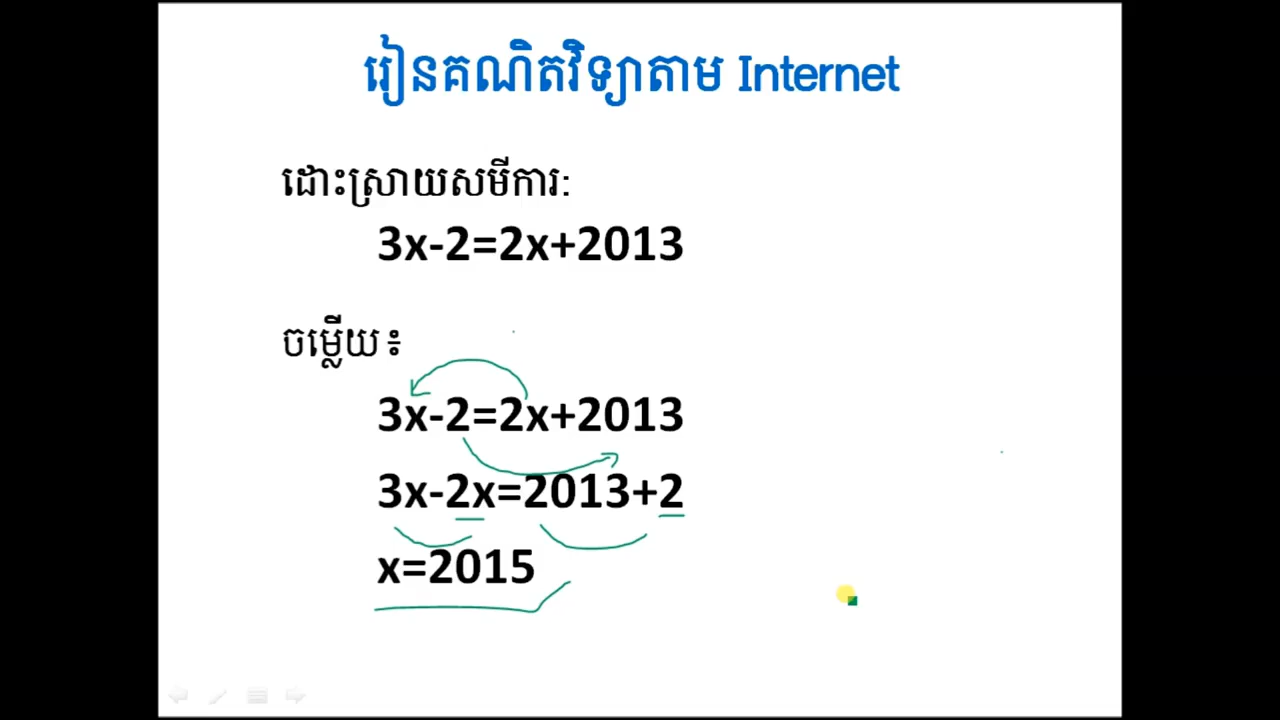 រៀនគណិតវិទ្យាតាម Internet
ដោះស្រាយសមីការ:
3x-2=2x+2013
ចម្លើយ៖
3x-2=2x+2013
3x-2x=2013+2
x=2015